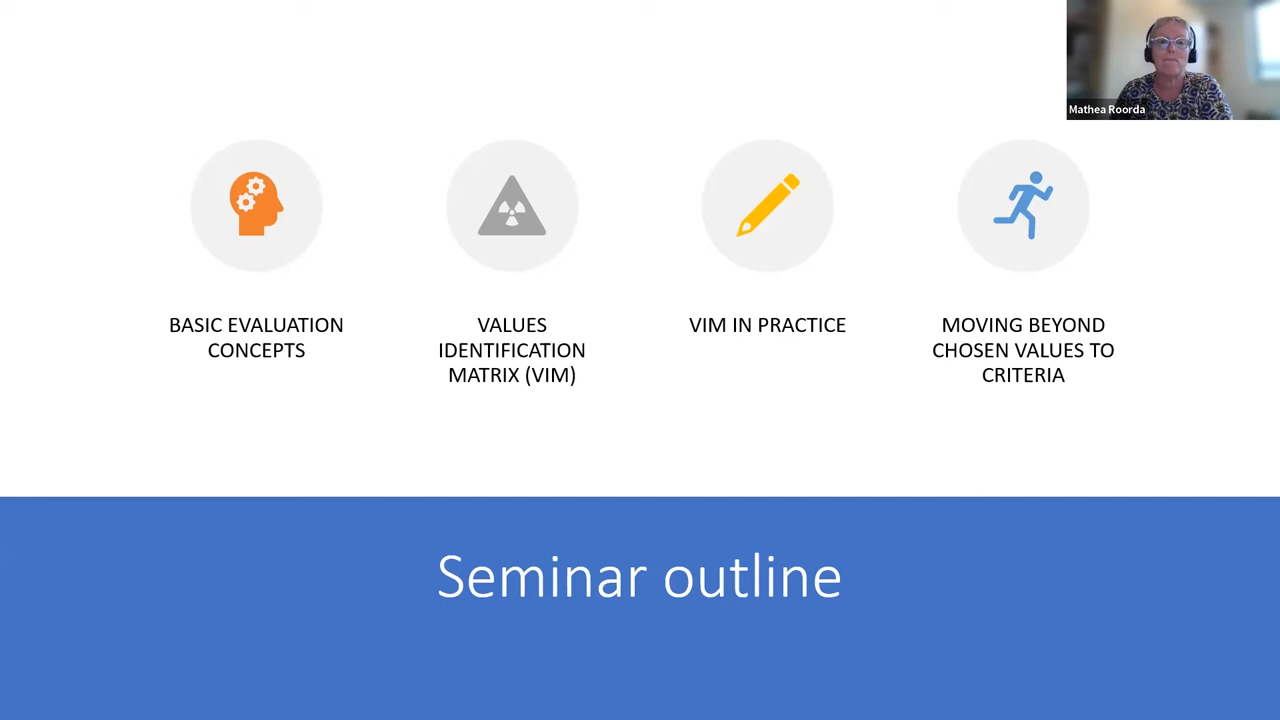 Mathea Roorda
BASIC EVALUATION
CONCEPTS
VALUES
IDENTIFICATION
MATRIX (VIM)
VIM IN PRACTICE
MOVING BEYOND
CHOSEN VALUES TO
CRITERIA
Seminar outline